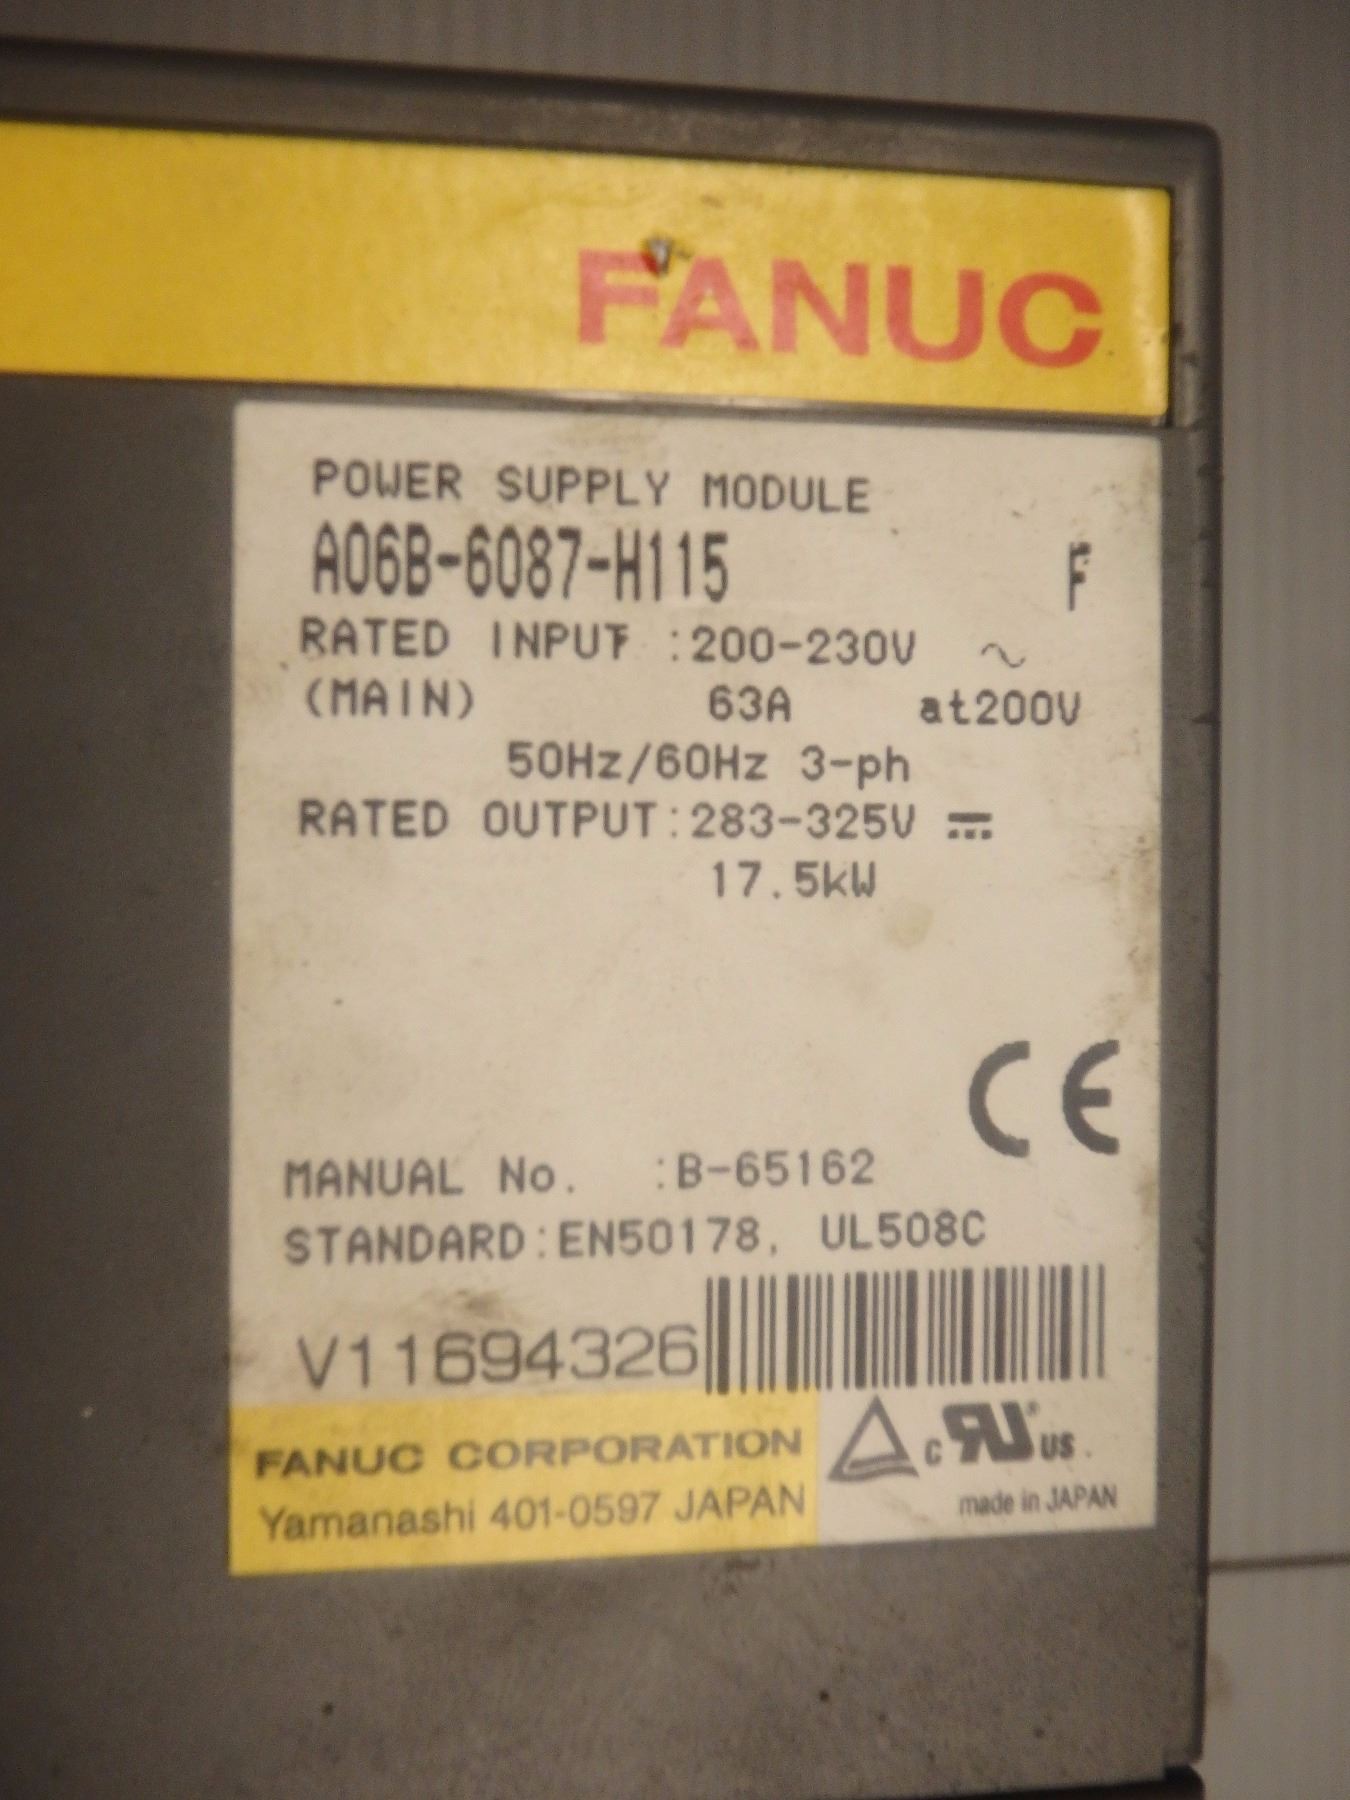 FANUC
POWER SUPPLY MODULE
A06B-6087-H115 F
RATED INPUT :200-230V ~
(MAIN) 63A at200V
50Hz/60Hz 3-ph
RATED OUTPUT:283-325V ⎓
17.5kW
CE
MANUAL No. :B-65162
STANDARD:EN50178, UL508C
V11694326
FANUC CORPORATION
Yamanashi 401-0597 JAPAN
c RU US
made in JAPAN